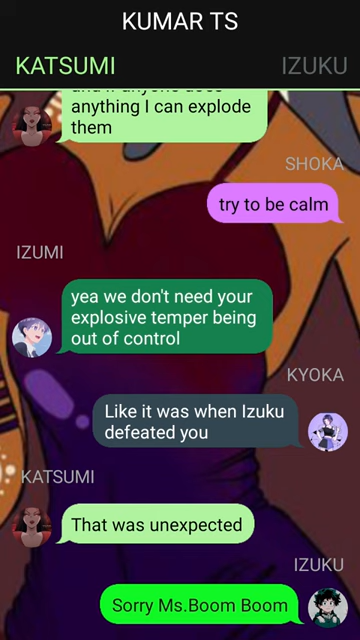 KUMAR TS
KATSUMI
IZUKU
anything I can explode
them
SHOKA
try to be calm
IZUMI
yea we don't need your
explosive temper being
out of control
KYOKA
Like it was when Izuku
defeated you
KATSUMI
That was unexpected
IZUKU
Sorry Ms.Boom Boom